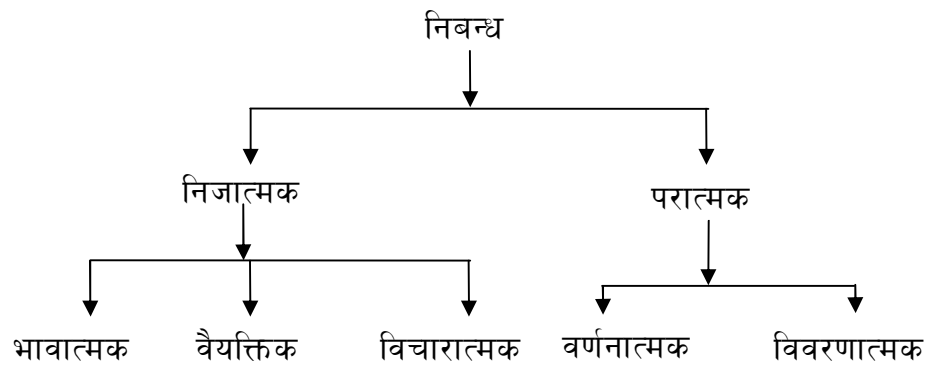 निबन्ध
निजात्मक परात्मक
भावात्मक वैयक्तिक विचारात्मक वर्णनात्मक विवरणात्मक